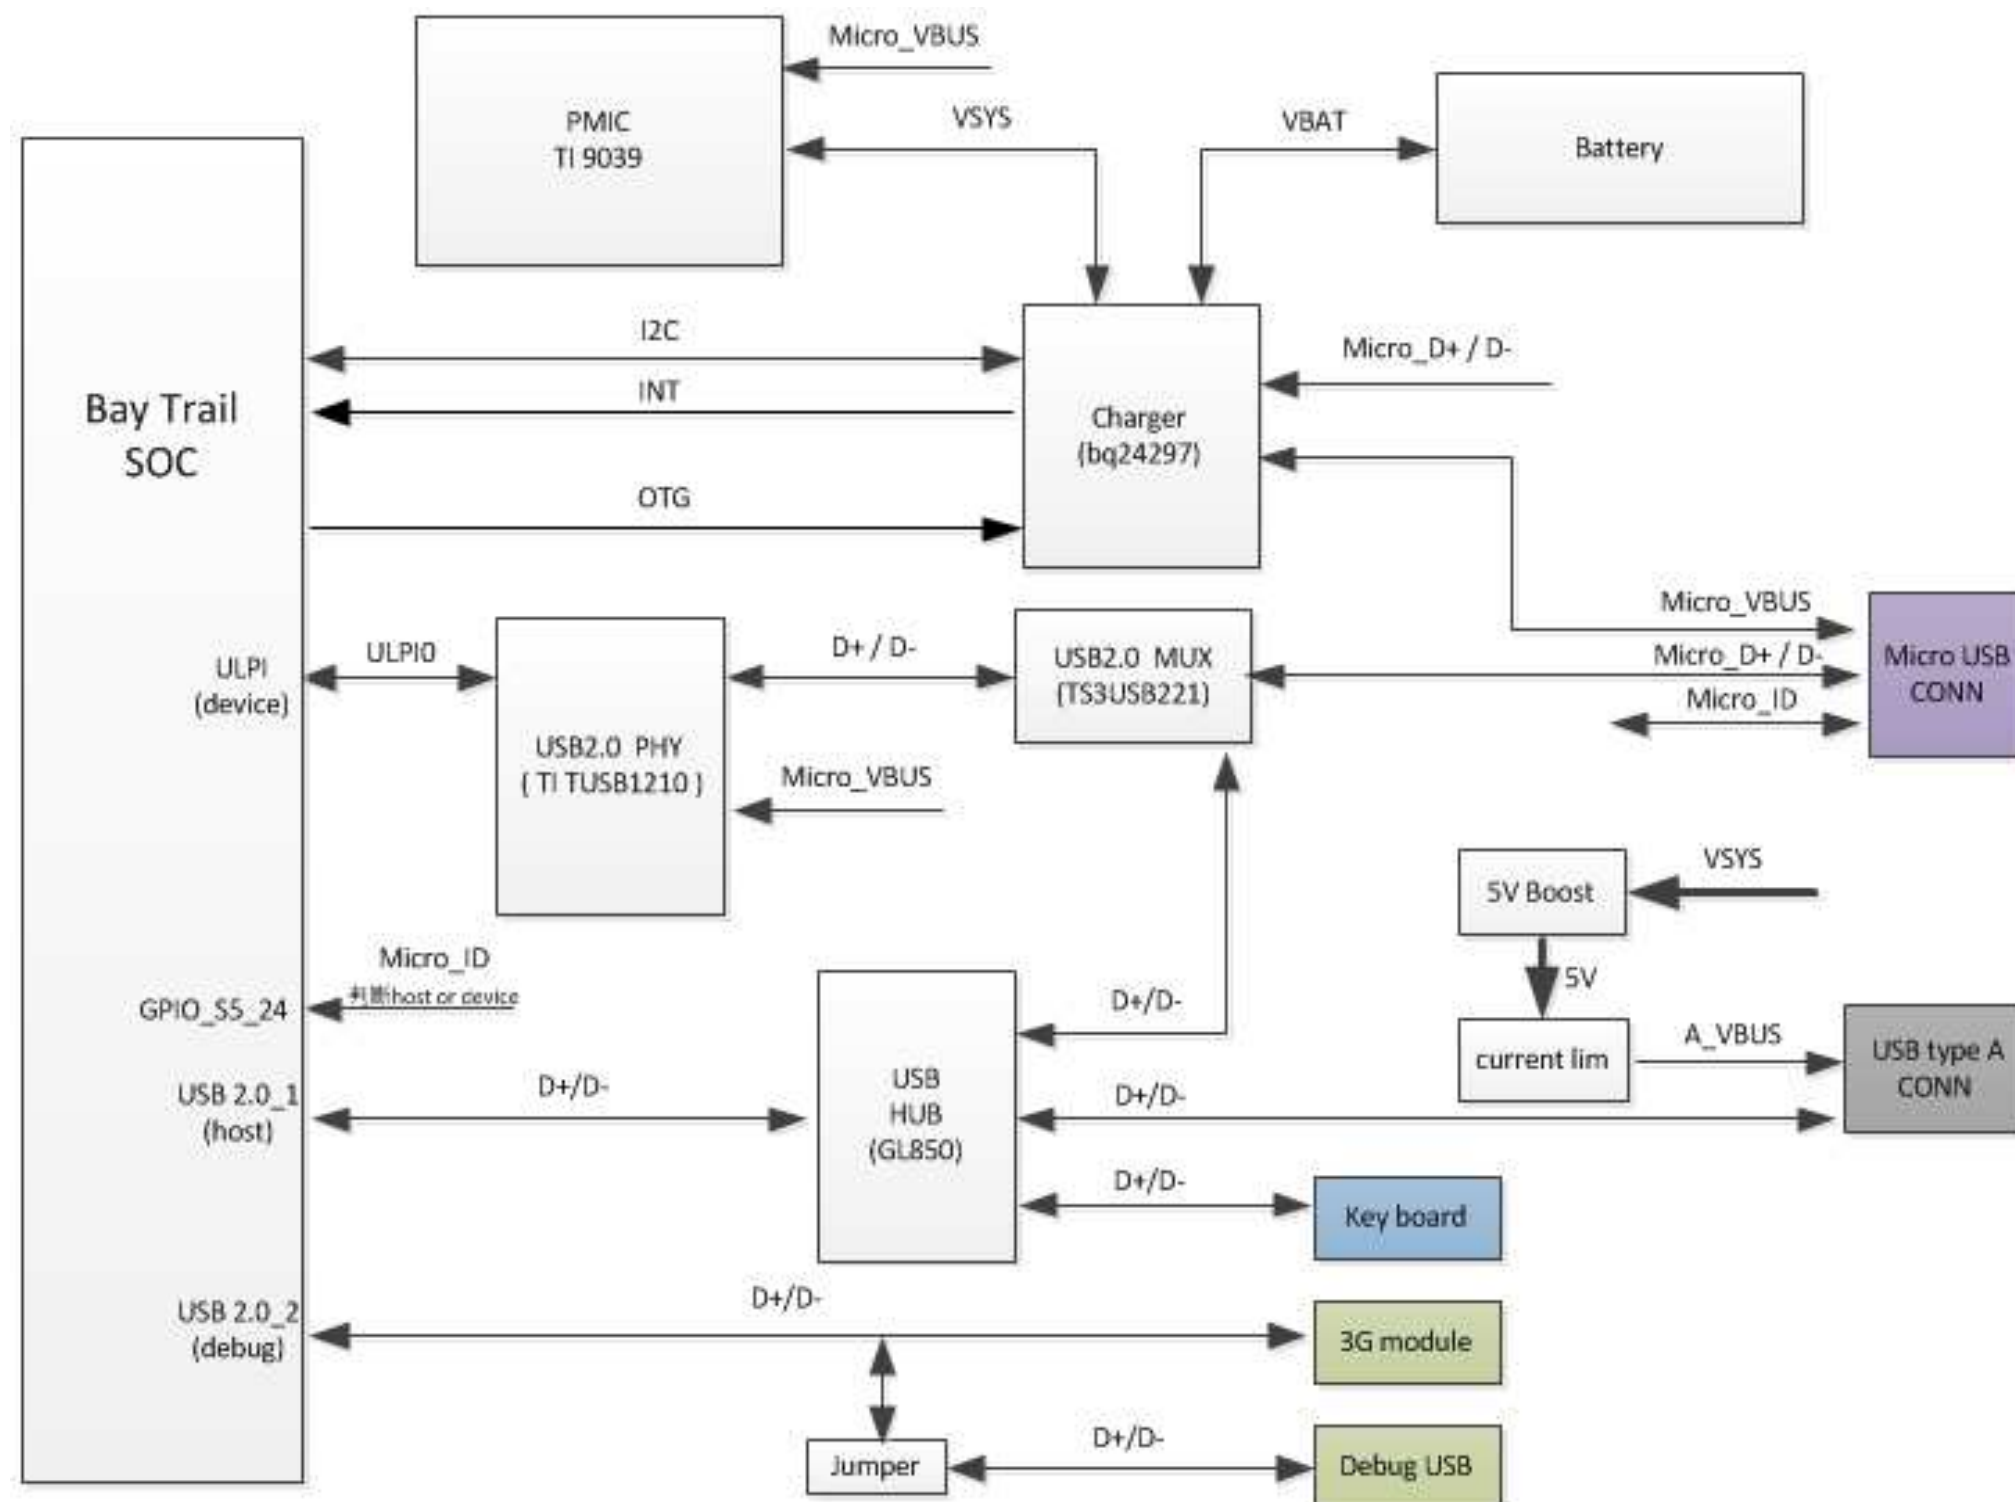 Micro_VBUS
PMIC
TI 9039
VSYS
VBAT
Battery
Bay Trail
SOC
I2C
INT
OTG
Charger
(bq24297)
Micro_D+ / D-
Micro_VBUS
Micro_D+ / D-
Micro_ID
Micro USB
CONN
ULPI
(device)
ULPI0
USB2.0 PHY
( TI TUSB1210 )
D+ / D-
USB2.0 MUX
(TS3USB221)
Micro_VBUS
5V Boost
VSYS
5V
current lim
A_VBUS
USB type A
CONN
GPIO_S5_24
Micro_ID
判断host or device
USB 2.0_1
(host)
D+/D-
USB
HUB
(GL850)
D+/D-
D+/D-
D+/D-
Key board
USB 2.0_2
(debug)
D+/D-
3G module
Jumper
D+/D-
Debug USB